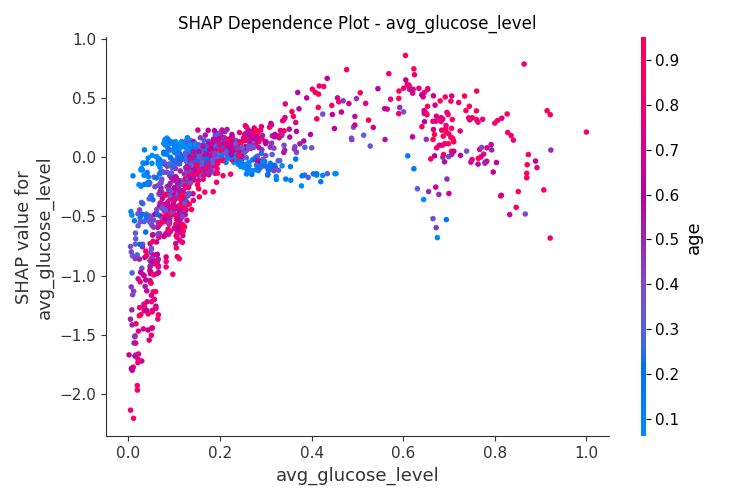 SHAP Dependence Plot - avg_glucose_level
1.0
0.5
0.0
−0.5
−1.0
−1.5
−2.0
SHAP value for
avg_glucose_level
0.0 0.2 0.4 0.6 0.8 1.0
avg_glucose_level
0.9
0.8
0.7
0.6
0.5
0.4
0.3
0.2
0.1
age